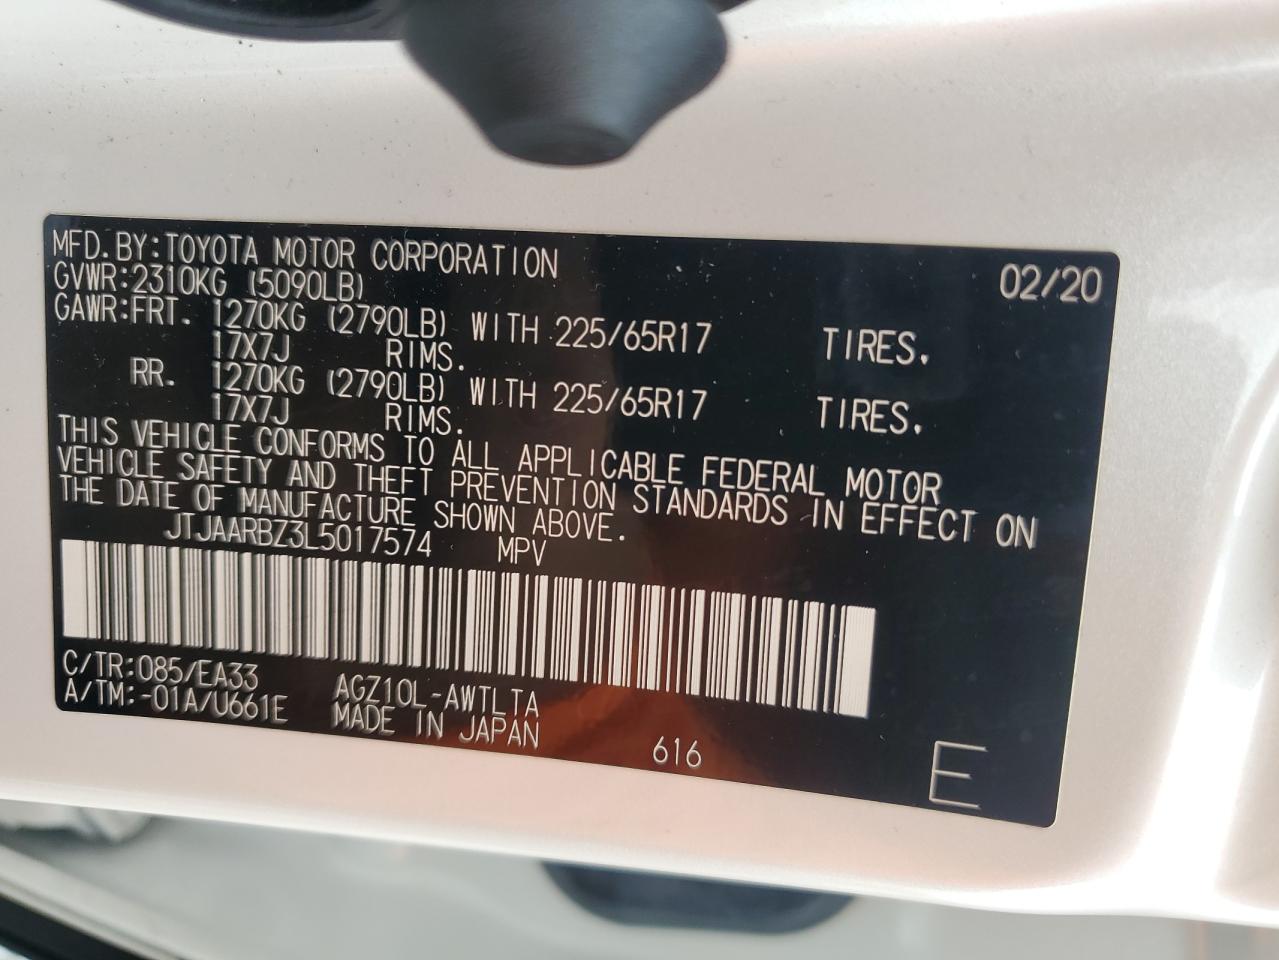 MFD.BY:TOYOTA MOTOR CORPORATION 02/20
GVWR:2310KG (5090LB)
GAWR:FRT. 1270KG (2790LB) WITH 225/65R17 TIRES.
17X7J RIMS.
RR. 1270KG (2790LB) WITH 225/65R17 TIRES.
17X7J RIMS.
THIS VEHICLE CONFORMS TO ALL APPLICABLE FEDERAL MOTOR
VEHICLE SAFETY AND THEFT PREVENTION STANDARDS IN EFFECT ON
THE DATE OF MANUFACTURE SHOWN ABOVE.
JTJAARBZ3L5017574 MPV
C/TR:085/EA33 AGZ10L-AWTLTA
A/TM:-01A/U661E MADE IN JAPAN 616
E